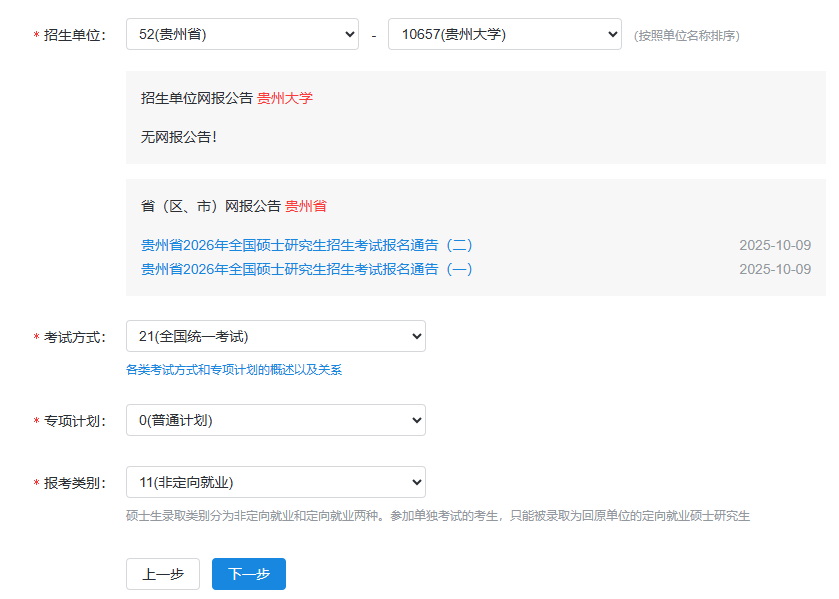 * 招生单位： 52(贵州省) - 10657(贵州大学) (按照单位名称排序)
招生单位网报公告 贵州大学
无网报公告！
省（区、市）网报公告 贵州省
贵州省2026年全国硕士研究生招生考试报名通告（二） 2025-10-09
贵州省2026年全国硕士研究生招生考试报名通告（一） 2025-10-09
* 考试方式： 21(全国统一考试)
各类考试方式和专项计划的概述以及关系
* 专项计划： 0(普通计划)
* 报考类别： 11(非定向就业)
硕士生录取类别分为非定向就业和定向就业两种。参加单独考试的考生，只能被录取为回原单位的定向就业硕士研究生
上一步 下一步